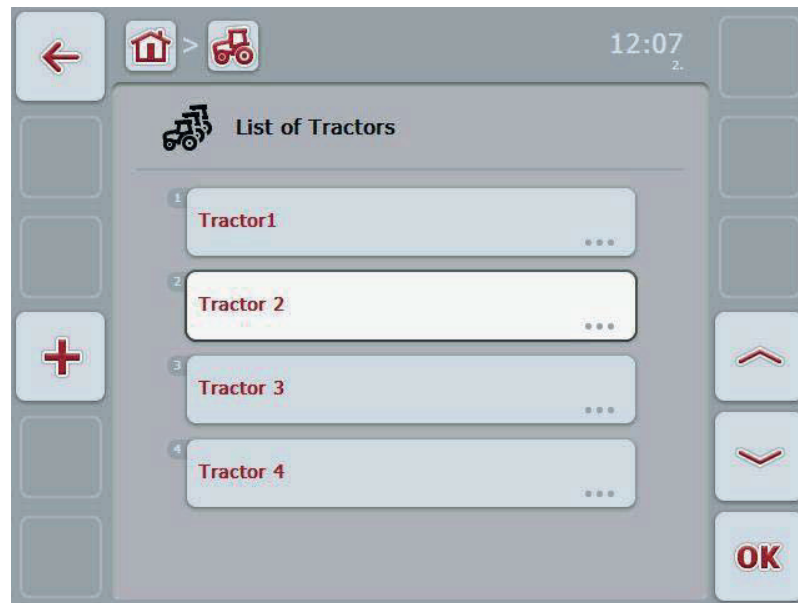 >
12:07
2.
List of Tractors
1
Tractor1
...
2
Tractor 2
...
3
Tractor 3
...
4
Tractor 4
...
OK